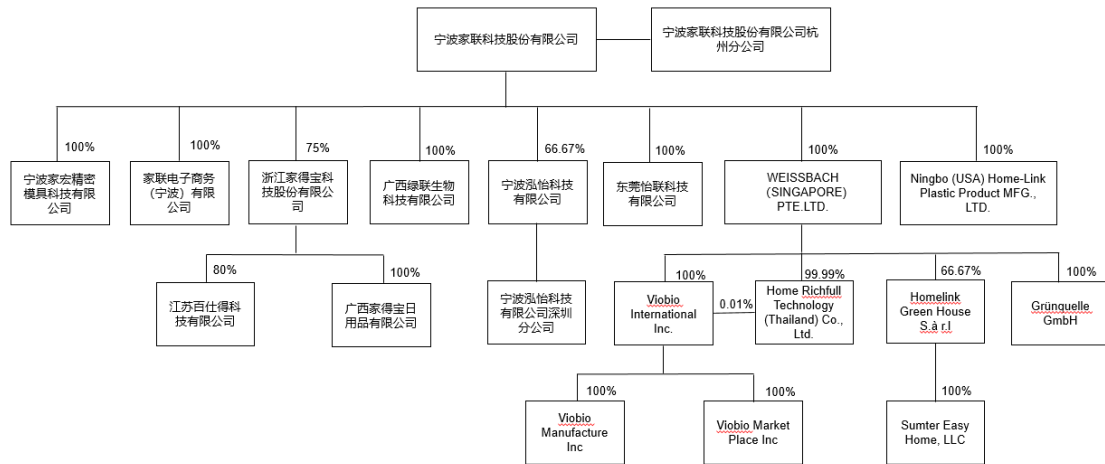 宁波家联科技股份有限公司
宁波家联科技股份有限公司杭
州分公司
100%
100%
75%
100%
66.67%
100%
100%
100%
宁波家宏精密
模具科技有限
公司
家联电子商务
（宁波）有限
公司
浙江家得宝科
技股份有限公
司
广西绿联生物
科技有限公司
宁波泓怡科技
有限公司
东莞怡联科技
有限公司
WEISSBACH
(SINGAPORE)
PTE.LTD.
Ningbo (USA) Home-Link
Plastic Product MFG.,
LTD.
80%
100%
100%
99.99%
66.67%
100%
江苏百仕得科
技有限公司
广西家得宝日
用品有限公司
宁波泓怡科技
有限公司深圳
分公司
Viobio
International
Inc.
0.01%
Home Richfull
Technology
(Thailand) Co.,
Ltd.
Homelink
Green House
S.à r.l
Grünquelle
GmbH
100%
100%
100%
Viobio
Manufacture
Inc
Viobio Market
Place Inc
Sumter Easy
Home, LLC